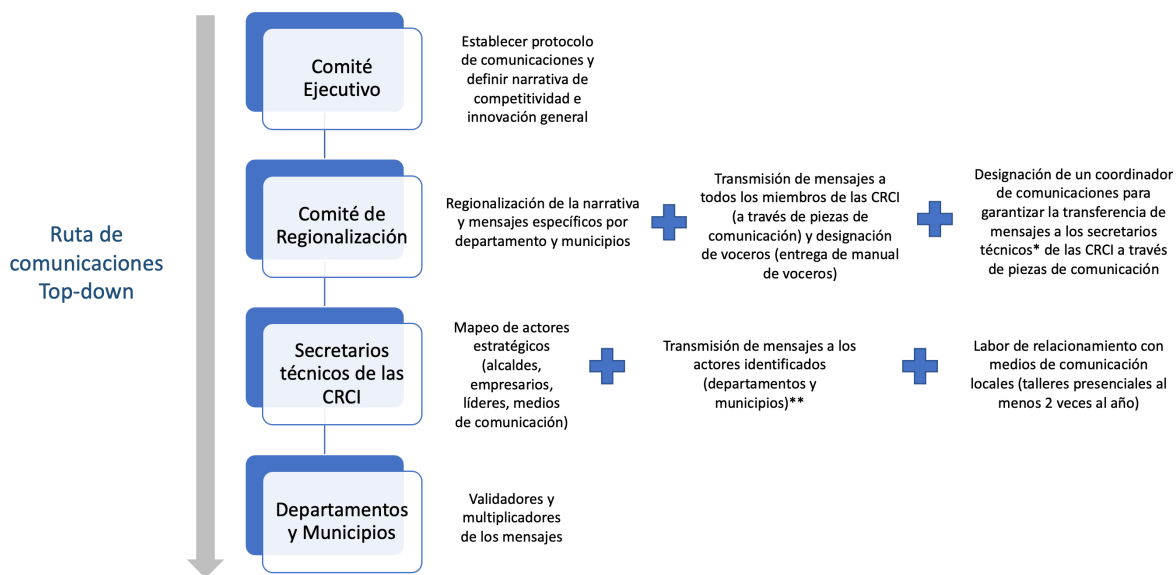 Ruta de
comunicaciones
Top-down
Comité
Ejecutivo
Establecer protocolo
de comunicaciones y
definir narrativa de
competitividad e
innovación general
Comité de
Regionalización
Regionalización de la narrativa
y mensajes específicos por
departamento y municipios
Transmisión de mensajes a
todos los miembros de las CRCI
(a través de piezas de
comunicación) y designación
de voceros (entrega de manual
de voceros)
Designación de un coordinador
de comunicaciones para
garantizar la transferencia de
mensajes a los secretarios
técnicos* de las CRCI a través
de piezas de comunicación
Secretarios
técnicos de las
CRCI
Mapeo de actores
estratégicos
(alcaldes,
empresarios,
líderes, medios
de comunicación)
Transmisión de mensajes a los
actores identificados
(departamentos y
municipios)**
Labor de relacionamiento con
medios de comunicación
locales (talleres presenciales al
menos 2 veces al año)
Departamentos
y Municipios
Validadores y
multiplicadores
de los mensajes